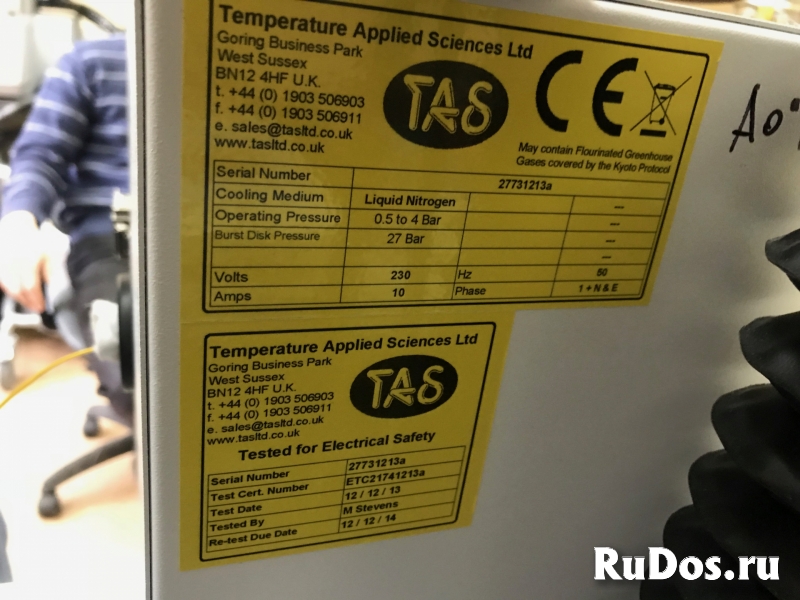 Temperature Applied Sciences Ltd
Goring Business Park
West Sussex
BN12 4HF U.K.
t. +44 (0) 1903 506903
f. +44 (0) 1903 506911
e. sales@tasltd.co.uk
www.tasltd.co.uk
TAS
CE
May contain Flourinated Greenhouse
Gases covered by the Kyoto Protocol
Serial Number 27731213a
Cooling Medium Liquid Nitrogen ---
Operating Pressure 0.5 to 4 Bar ---
Burst Disk Pressure 27 Bar ---
---
Volts 230 Hz 50
Amps 10 Phase 1 + N & E
Temperature Applied Sciences Ltd
Goring Business Park
West Sussex
BN12 4HF U.K.
t. +44 (0) 1903 506903
f. +44 (0) 1903 506911
e. sales@tasltd.co.uk
www.tasltd.co.uk
TAS
Tested for Electrical Safety
Serial Number 27731213a
Test Cert. Number ETC21741213a
Test Date 12 / 12 / 13
Tested By M Stevens
Re-test Due Date 12 / 12 / 14
RuDos.ru